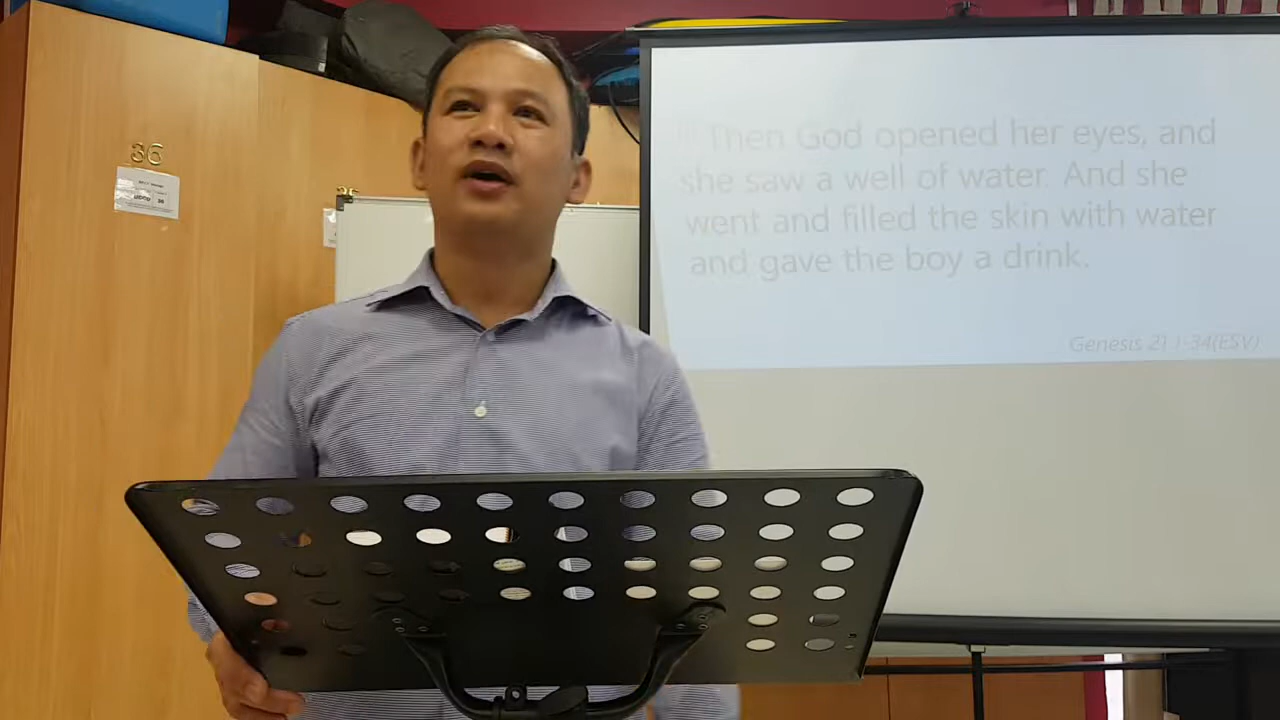 36
Then God opened her eyes, and
she saw a well of water. And she
went and filled the skin with water
and gave the boy a drink.
Genesis 21 1-34(ESV)